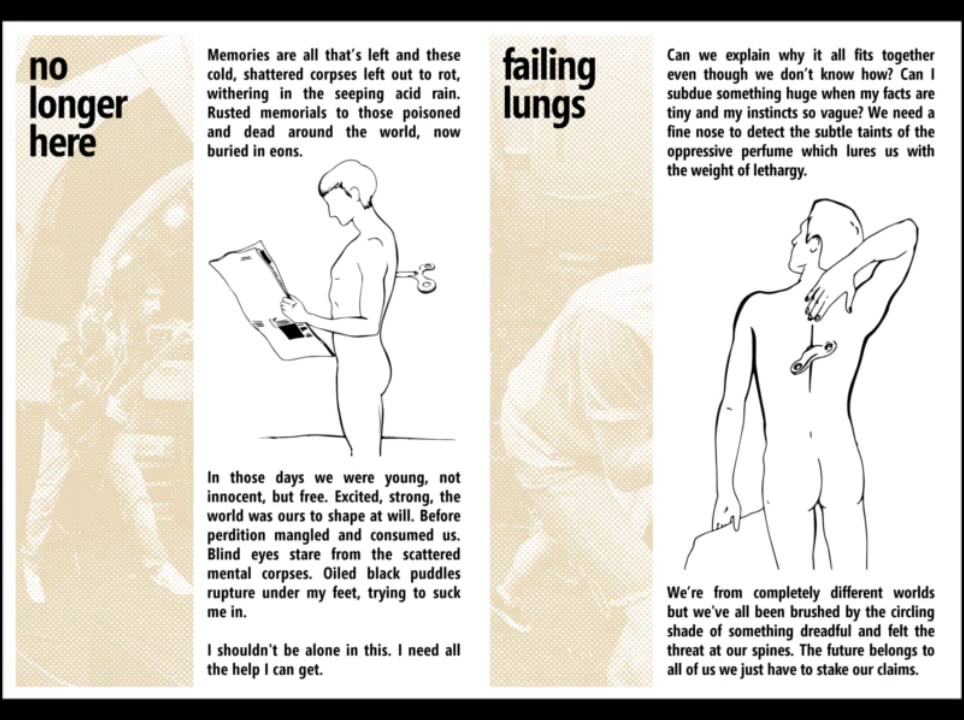 no
longer
here
Memories are all that's left and these
cold, shattered corpses left out to rot,
withering in the seeping acid rain.
Rusted memorials to those poisoned
and dead around the world, now
buried in eons.
In those days we were young, not
innocent, but free. Excited, strong, the
world was ours to shape at will. Before
perdition mangled and consumed us.
Blind eyes stare from the scattered
mental corpses. Oiled black puddles
rupture under my feet, trying to suck
me in.
I shouldn't be alone in this. I need all
the help I can get.
failing
lungs
Can we explain why it all fits together
even though we don't know how? Can I
subdue something huge when my facts are
tiny and my instincts so vague? We need a
fine nose to detect the subtle taints of the
oppressive perfume which lures us with
the weight of lethargy.
We're from completely different worlds
but we've all been brushed by the circling
shade of something dreadful and felt the
threat at our spines. The future belongs to
all of us we just have to stake our claims.